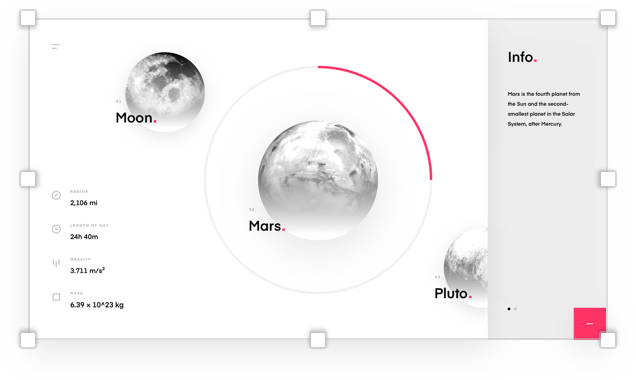 01
Moon.
RADIUS
2,106 mi
LENGTH OF DAY
24h 40m
GRAVITY
3.711 m/s²
MASS
6.39 × 10^23 kg
02
Mars.
03
Pluto.
Info.
Mars is the fourth planet from
the Sun and the second-
smallest planet in the Solar
System, after Mercury.